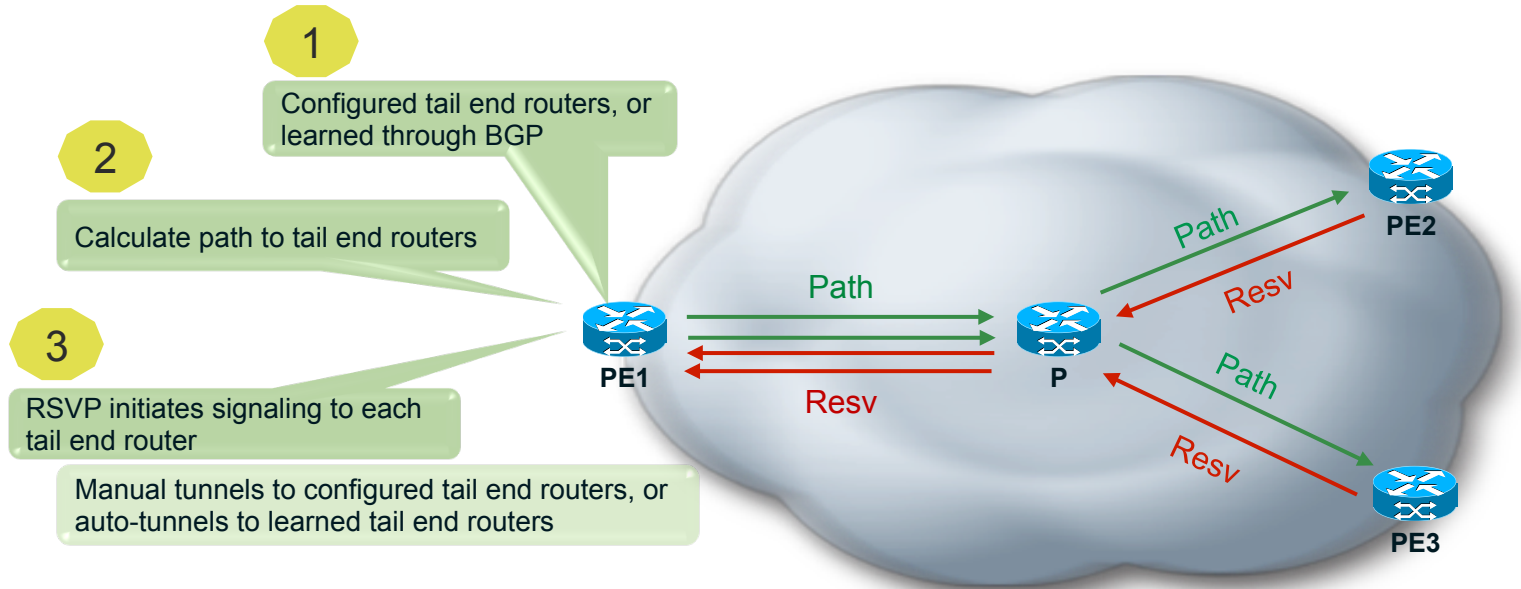 1
Configured tail end routers, or
learned through BGP
2
Calculate path to tail end routers
3
RSVP initiates signaling to each
tail end router
Manual tunnels to configured tail end routers, or
auto-tunnels to learned tail end routers
PE1
Path
Resv
P
Path
Resv
PE2
Path
Resv
PE3